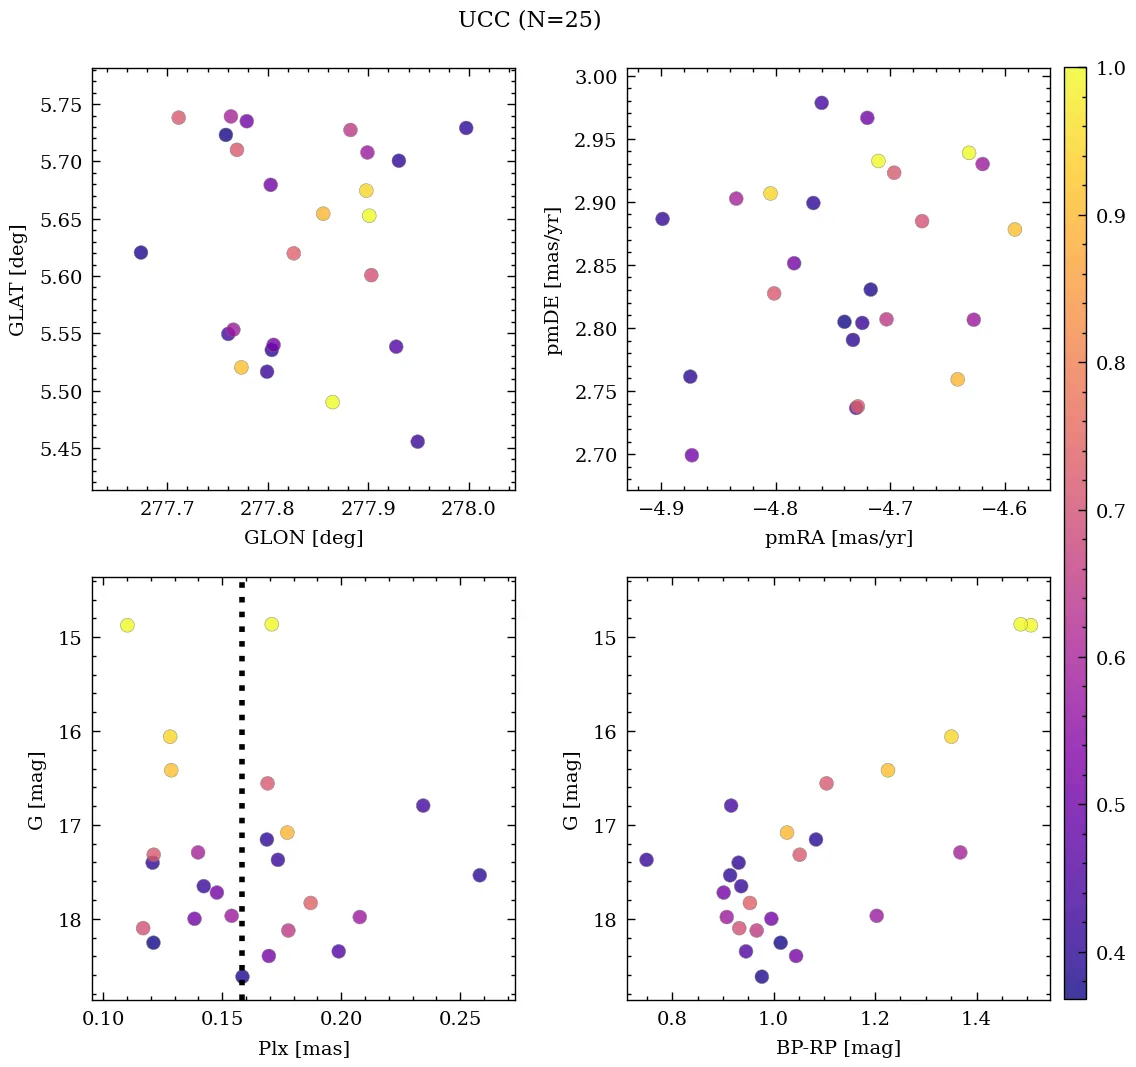 UCC (N=25)
5.75
5.70
5.65
5.60
5.55
5.50
5.45
GLAT [deg]
277.7 277.8 277.9 278.0
GLON [deg]
3.00
2.95
2.90
2.85
2.80
2.75
2.70
pmDE [mas/yr]
−4.9 −4.8 −4.7 −4.6
pmRA [mas/yr]
15
16
17
18
G [mag]
0.10 0.15 0.20 0.25
Plx [mas]
15
16
17
18
G [mag]
0.8 1.0 1.2 1.4
BP-RP [mag]
1.0
0.9
0.8
0.7
0.6
0.5
0.4